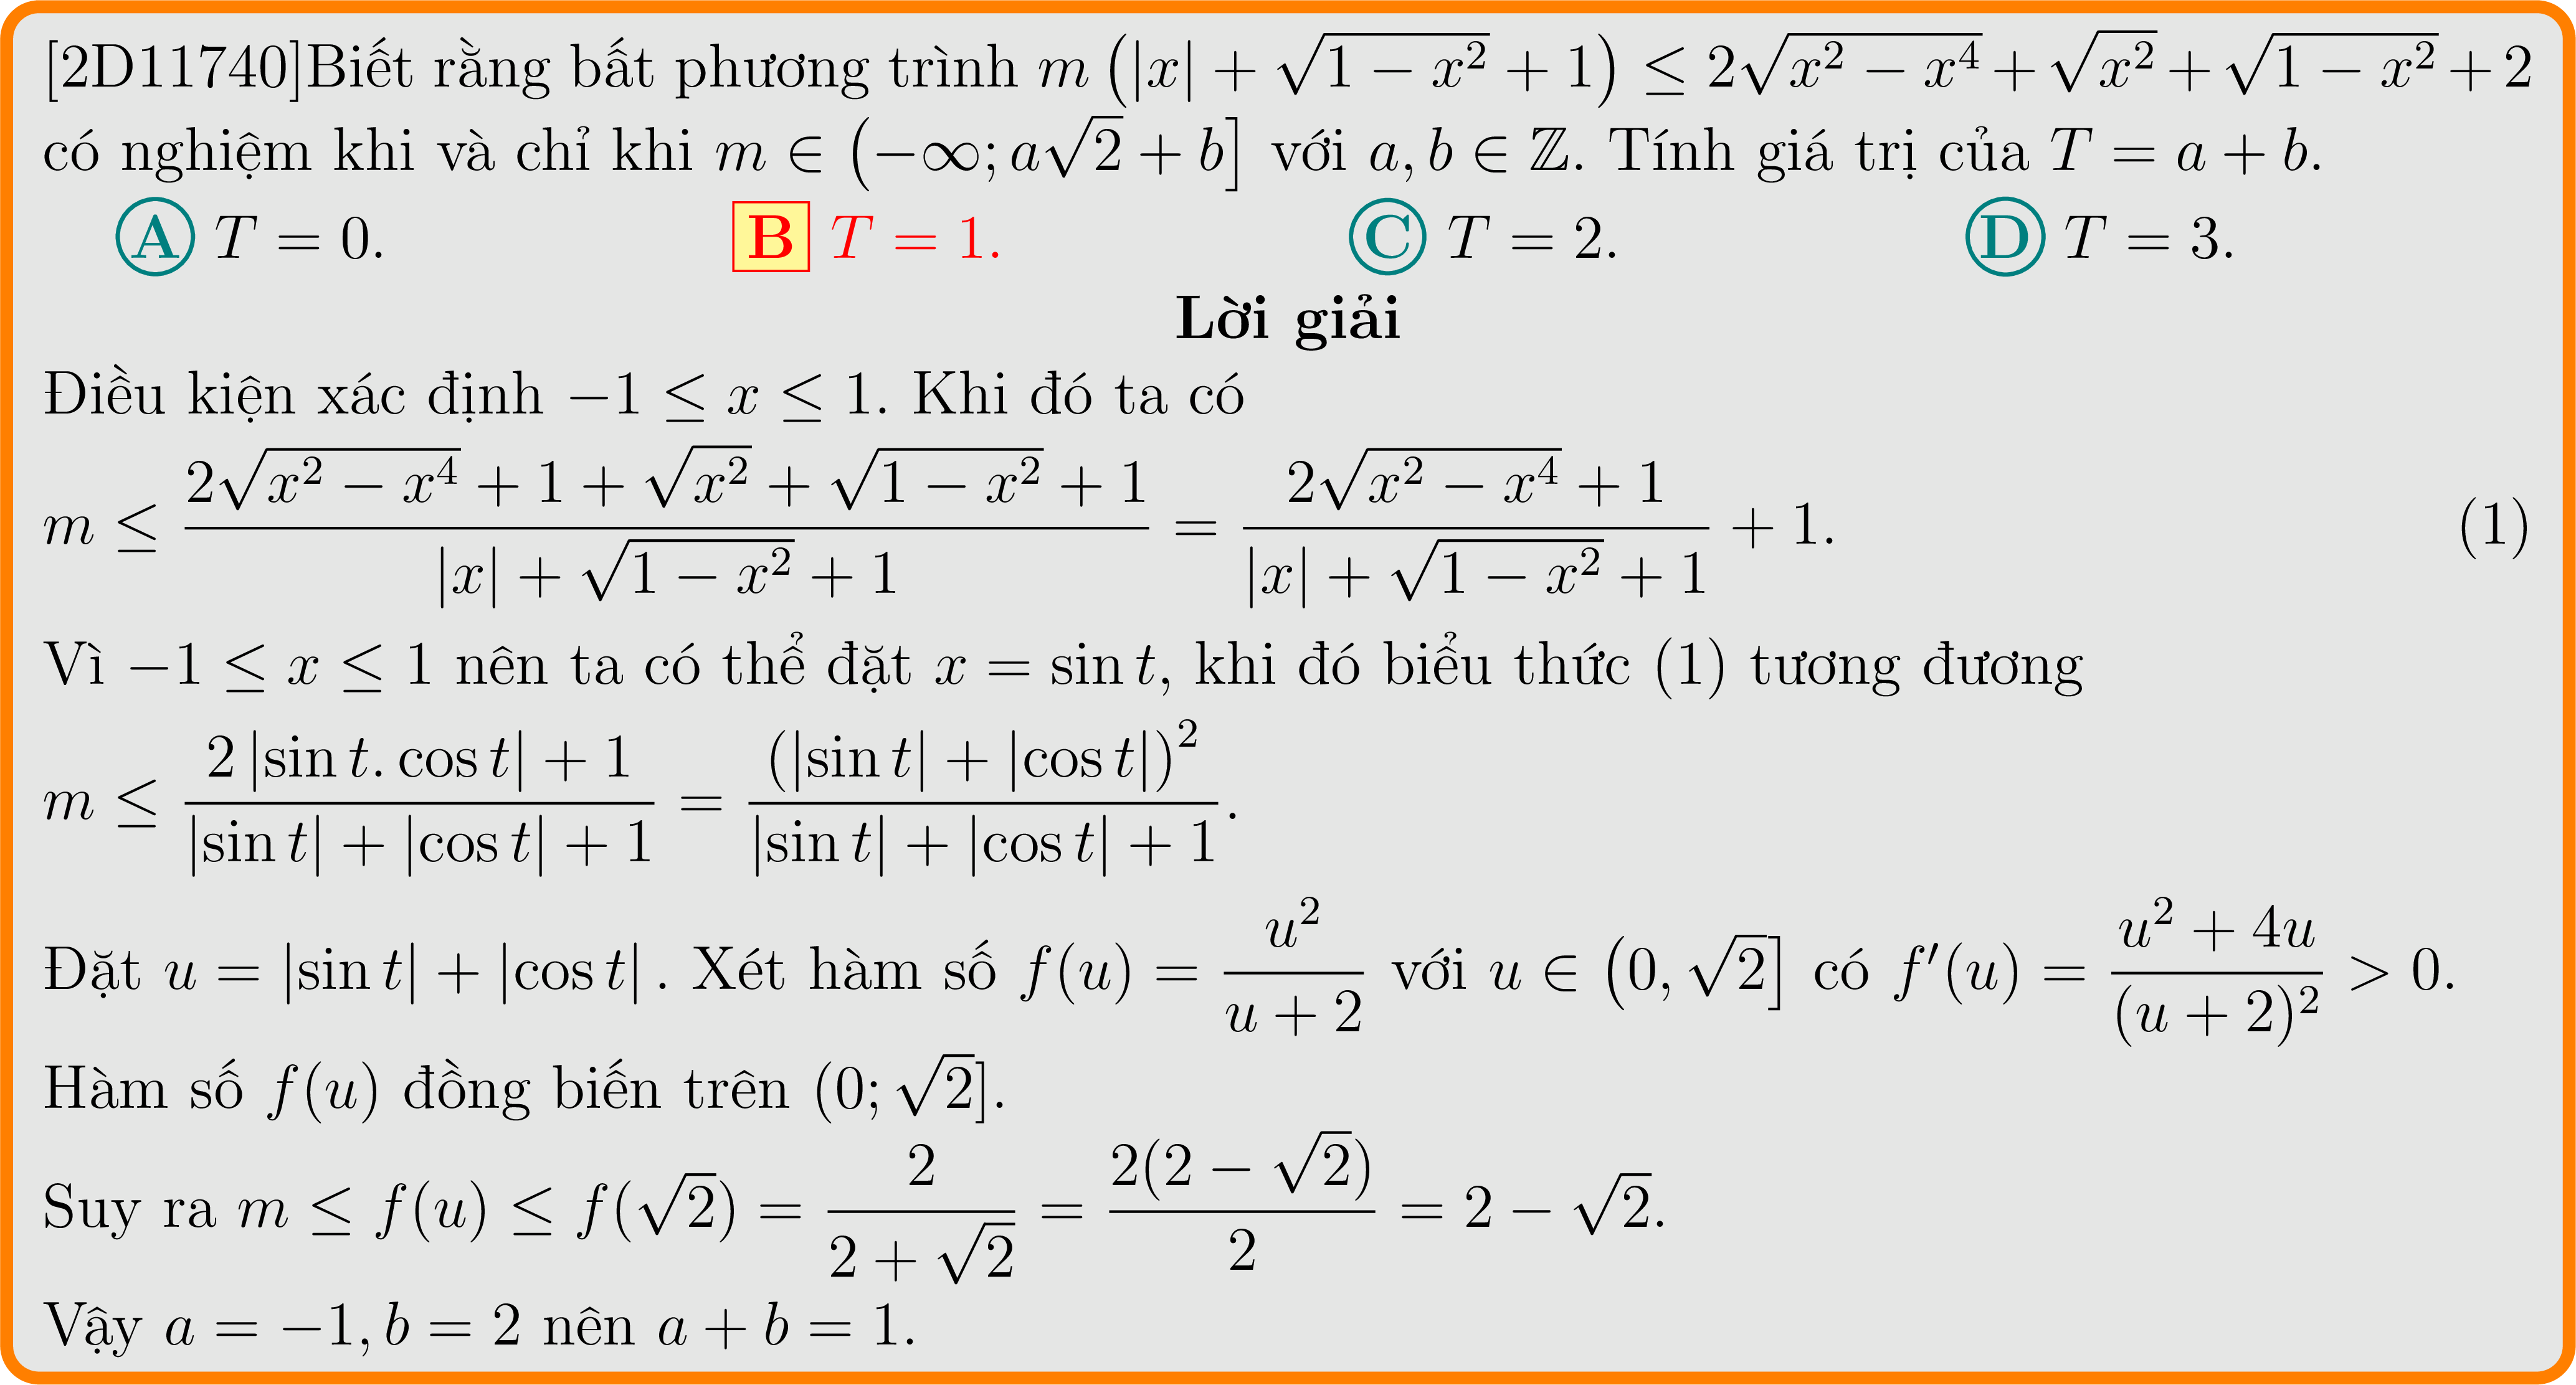 [2D11740]Biết rằng bất phương trình $m\left(|x|+\sqrt{1-x^2}+1\right) \leq 2\sqrt{x^2-x^4}+\sqrt{x^2}+\sqrt{1-x^2}+2$
có nghiệm khi và chỉ khi $m \in \left(-\infty; a\sqrt{2}+b\right]$ với $a, b \in \mathbb{Z}$. Tính giá trị của $T = a + b$.
A $T = 0$. B $T = 1$. C $T = 2$. D $T = 3$.
Lời giải
Điều kiện xác định $-1 \leq x \leq 1$. Khi đó ta có
$m \leq \frac{2\sqrt{x^2-x^4}+1+\sqrt{x^2}+\sqrt{1-x^2}+1}{|x|+\sqrt{1-x^2}+1} = \frac{2\sqrt{x^2-x^4}+1}{|x|+\sqrt{1-x^2}+1}+1.$ (1)
Vì $-1 \leq x \leq 1$ nên ta có thể đặt $x = \sin t$, khi đó biểu thức (1) tương đương
$m \leq \frac{2|\sin t.\cos t|+1}{|\sin t|+|\cos t|+1} = \frac{(|\sin t|+|\cos t|)^2}{|\sin t|+|\cos t|+1}.$
Đặt $u = |\sin t|+|\cos t|$. Xét hàm số $f(u) = \frac{u^2}{u+2}$ với $u \in \left(0, \sqrt{2}\right]$ có $f'(u) = \frac{u^2+4u}{(u+2)^2} > 0$.
Hàm số $f(u)$ đồng biến trên $(0; \sqrt{2}]$.
Suy ra $m \leq f(u) \leq f(\sqrt{2}) = \frac{2}{2+\sqrt{2}} = \frac{2(2-\sqrt{2})}{2} = 2-\sqrt{2}$.
Vậy $a = -1, b = 2$ nên $a + b = 1$.